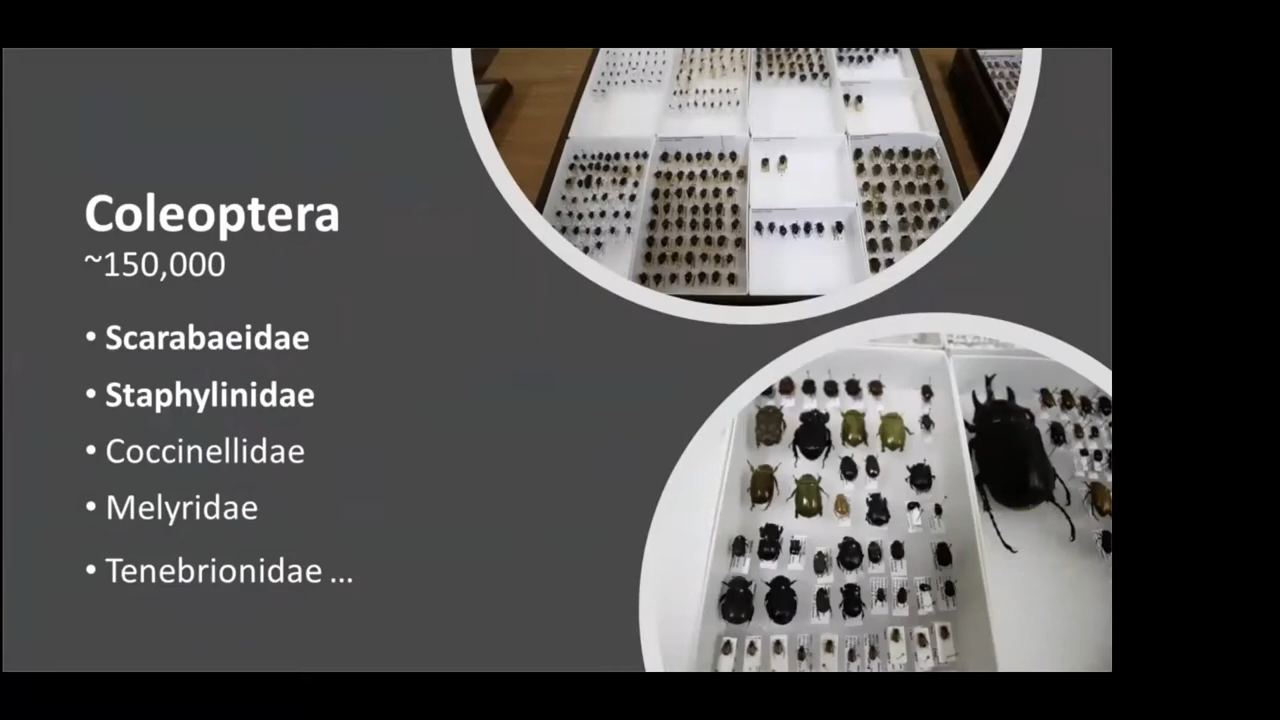 Coleoptera
~150,000
• Scarabaeidae
• Staphylinidae
• Coccinellidae
• Melyridae
• Tenebrionidae ...